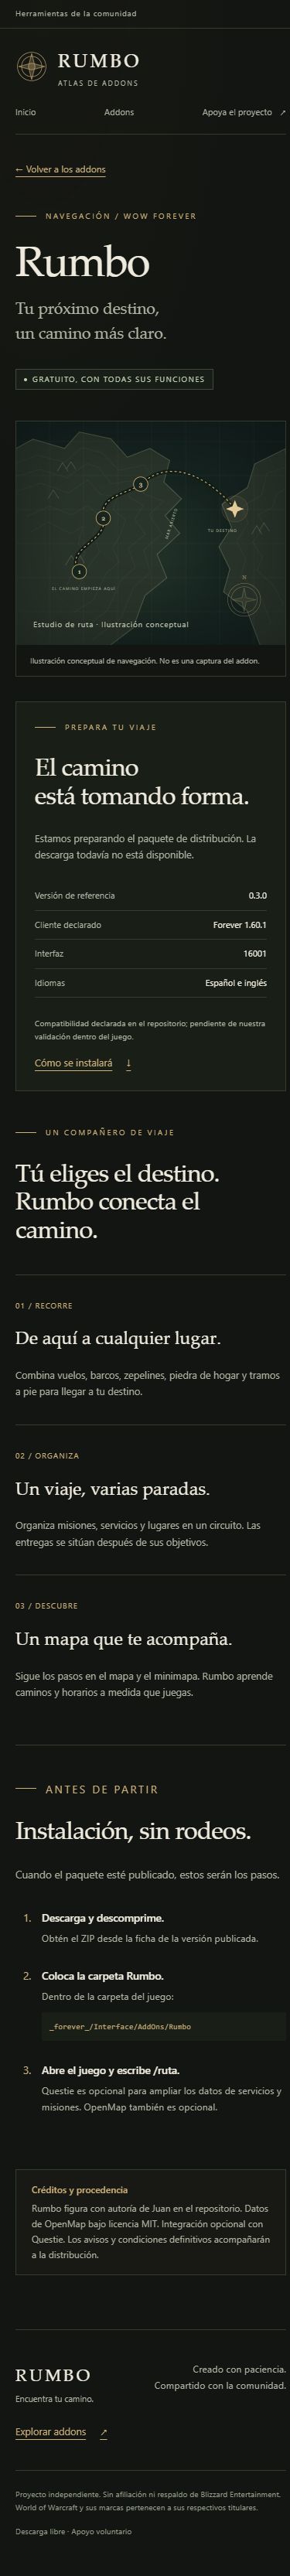 Herramientas de la comunidad
RUMBO
ATLAS DE ADDONS
Inicio
Addons
Apoya el proyecto ↗
← Volver a los addons
NAVEGACIÓN / WOW FOREVER
Rumbo
Tu próximo destino,
un camino más claro.
• GRATUITO, CON TODAS SUS FUNCIONES
3
2
1
MAR ABIERTO
TU DESTINO
N
EL CAMINO EMPIEZA AQUÍ
Estudio de ruta · Ilustración conceptual
Ilustración conceptual de navegación. No es una captura del addon.
PREPARA TU VIAJE
El camino
está tomando forma.
Estamos preparando el paquete de distribución. La
descarga todavía no está disponible.
Versión de referencia 0.3.0
Cliente declarado Forever 1.60.1
Interfaz 16001
Idiomas Español e inglés
Compatibilidad declarada en el repositorio; pendiente de nuestra
validación dentro del juego.
Cómo se instalará ↓
UN COMPAÑERO DE VIAJE
Tú eliges el destino.
Rumbo conecta el
camino.
01 / RECORRE
De aquí a cualquier lugar.
Combina vuelos, barcos, zepelines, piedra de hogar y tramos
a pie para llegar a tu destino.
02 / ORGANIZA
Un viaje, varias paradas.
Organiza misiones, servicios y lugares en un circuito. Las
entregas se sitúan después de sus objetivos.
03 / DESCUBRE
Un mapa que te acompaña.
Sigue los pasos en el mapa y el minimapa. Rumbo aprende
caminos y horarios a medida que juegas.
ANTES DE PARTIR
Instalación, sin rodeos.
Cuando el paquete esté publicado, estos serán los pasos.
1. Descarga y descomprime.
Obtén el ZIP desde la ficha de la versión publicada.
2. Coloca la carpeta Rumbo.
Dentro de la carpeta del juego:
_forever_/Interface/AddOns/Rumbo
3. Abre el juego y escribe /ruta.
Questie es opcional para ampliar los datos de servicios y
misiones. OpenMap también es opcional.
Créditos y procedencia
Rumbo figura con autoría de Juan en el repositorio. Datos
de OpenMap bajo licencia MIT. Integración opcional con
Questie. Los avisos y condiciones definitivos acompañarán
a la distribución.
RUMBO
Encuentra tu camino.
Creado con paciencia.
Compartido con la comunidad.
Explorar addons ↗
Proyecto independiente. Sin afiliación ni respaldo de Blizzard Entertainment.
World of Warcraft y sus marcas pertenecen a sus respectivos titulares.
Descarga libre · Apoyo voluntario